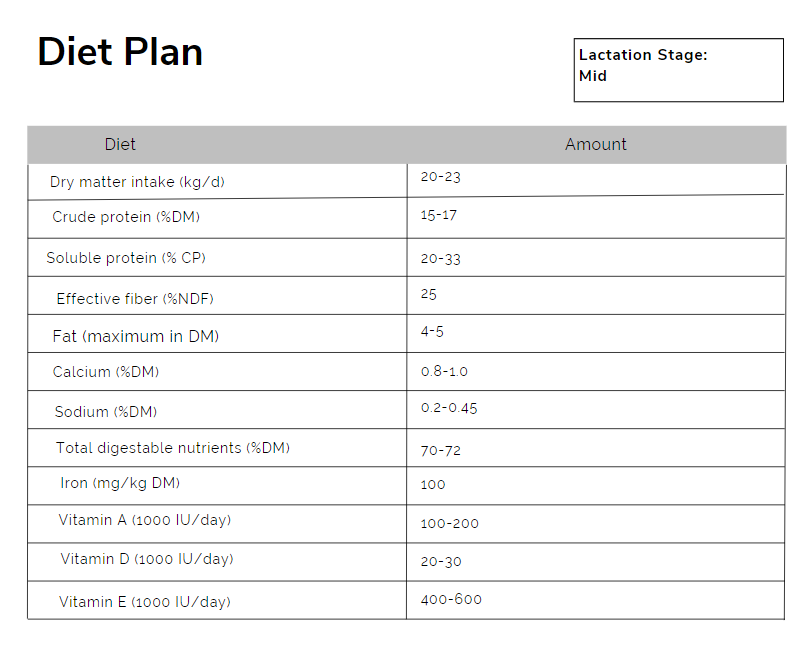 Diet Plan
Lactation Stage:
Mid
Diet Amount
Dry matter intake (kg/d) 20-23
Crude protein (%DM) 15-17
Soluble protein (% CP) 20-33
Effective fiber (%NDF) 25
Fat (maximum in DM) 4-5
Calcium (%DM) 0.8-1.0
Sodium (%DM) 0.2-0.45
Total digestable nutrients (%DM) 70-72
Iron (mg/kg DM) 100
Vitamin A (1000 IU/day) 100-200
Vitamin D (1000 IU/day) 20-30
Vitamin E (1000 IU/day) 400-600